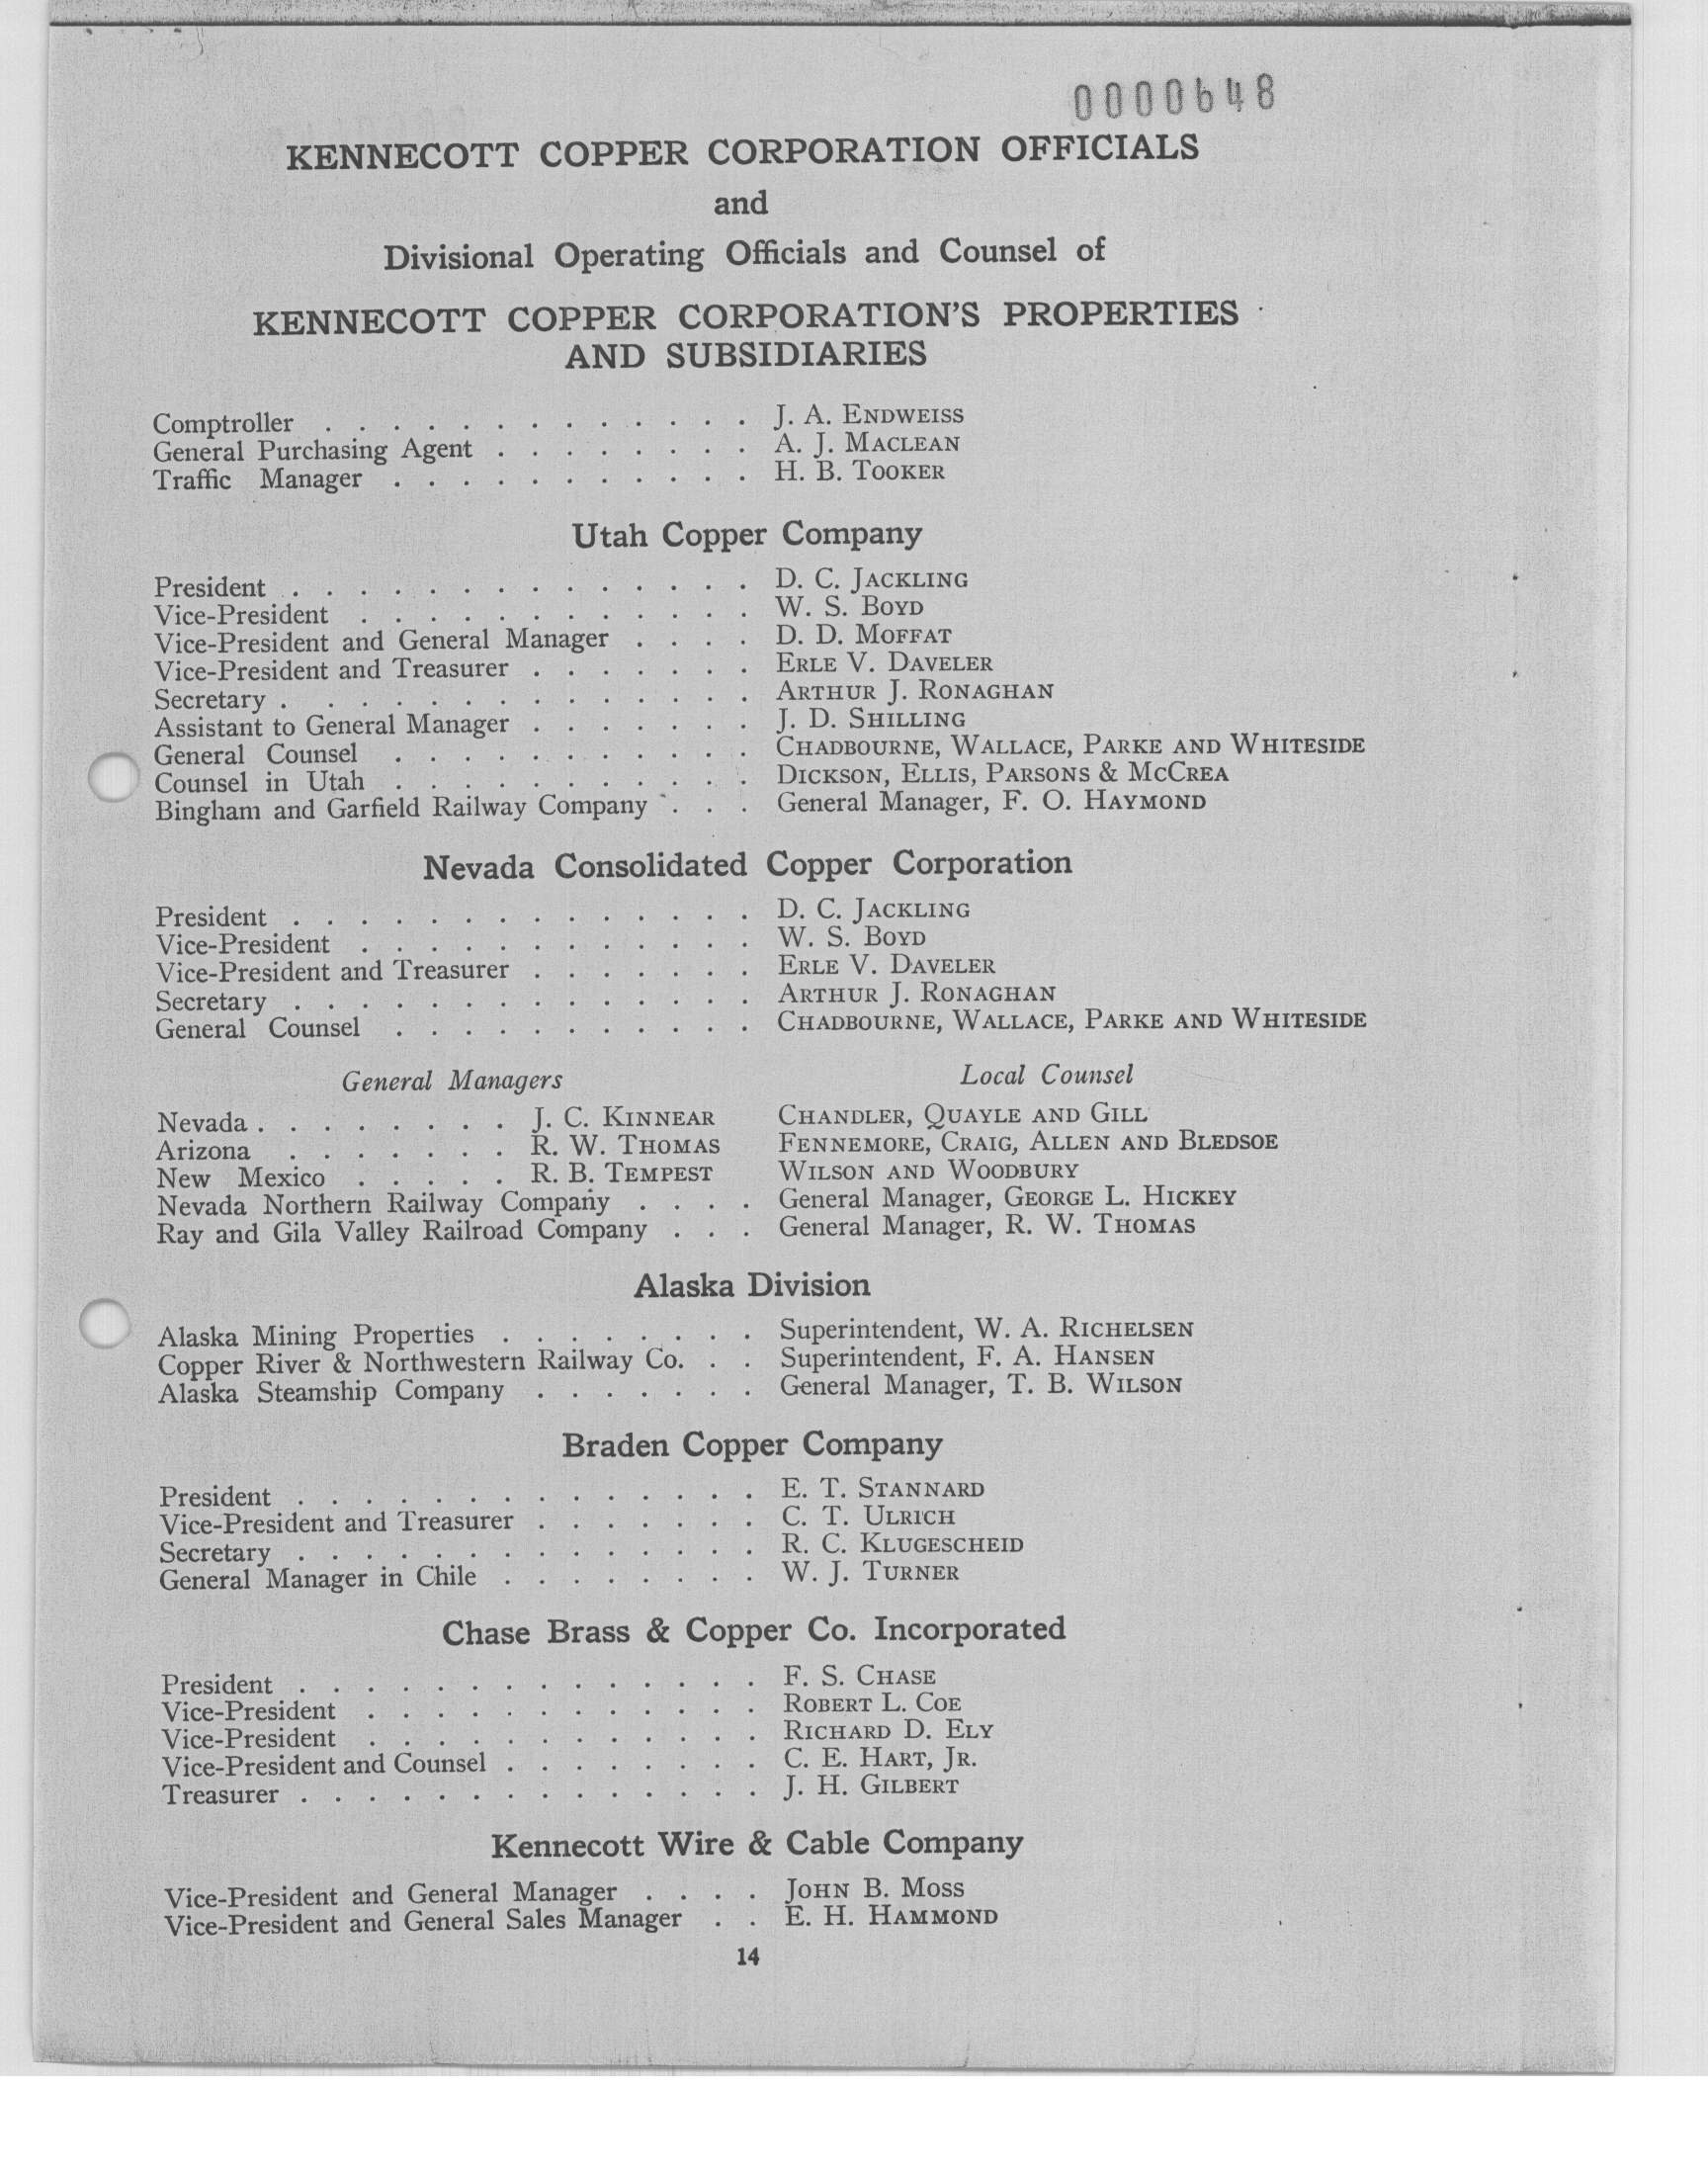 0000648
KENNECOTT COPPER CORPORATION OFFICIALS
and
Divisional Operating Officials and Counsel of
KENNECOTT COPPER CORPORATION'S PROPERTIES
AND SUBSIDIARIES
Comptroller . . . . . . . . . . . . . J. A. ENDWEISS
General Purchasing Agent . . . . . . . . A. J. MACLEAN
Traffic Manager . . . . . . . . . . . H. B. TOOKER
Utah Copper Company
President . . . . . . . . . . . . . . D. C. JACKLING
Vice-President . . . . . . . . . . . . W. S. BOYD
Vice-President and General Manager . . . . D. D. MOFFAT
Vice-President and Treasurer . . . . . . . ERLE V. DAVELER
Secretary . . . . . . . . . . . . . . ARTHUR J. RONAGHAN
Assistant to General Manager . . . . . . . J. D. SHILLING
General Counsel . . . . . . . . . . . CHADBOURNE, WALLACE, PARKE AND WHITESIDE
Counsel in Utah . . . . . . . . . . . DICKSON, ELLIS, PARSONS & MCCREA
Bingham and Garfield Railway Company . . . General Manager, F. O. HAYMOND
Nevada Consolidated Copper Corporation
President . . . . . . . . . . . . . . D. C. JACKLING
Vice-President . . . . . . . . . . . . W. S. BOYD
Vice-President and Treasurer . . . . . . . ERLE V. DAVELER
Secretary . . . . . . . . . . . . . . ARTHUR J. RONAGHAN
General Counsel . . . . . . . . . . . CHADBOURNE, WALLACE, PARKE AND WHITESIDE
General Managers Local Counsel
Nevada . . . . . . . . J. C. KINNEAR CHANDLER, QUAYLE AND GILL
Arizona . . . . . . . R. W. THOMAS FENNEMORE, CRAIG, ALLEN AND BLEDSOE
New Mexico . . . . . R. B. TEMPEST WILSON AND WOODBURY
Nevada Northern Railway Company . . . . General Manager, GEORGE L. HICKEY
Ray and Gila Valley Railroad Company . . . General Manager, R. W. THOMAS
Alaska Division
Alaska Mining Properties . . . . . . . . Superintendent, W. A. RICHELSEN
Copper River & Northwestern Railway Co. . . Superintendent, F. A. HANSEN
Alaska Steamship Company . . . . . . . General Manager, T. B. WILSON
Braden Copper Company
President . . . . . . . . . . . . . . E. T. STANNARD
Vice-President and Treasurer . . . . . . . C. T. ULRICH
Secretary . . . . . . . . . . . . . . R. C. KLUGESCHEID
General Manager in Chile . . . . . . . . W. J. TURNER
Chase Brass & Copper Co. Incorporated
President . . . . . . . . . . . . . . F. S. CHASE
Vice-President . . . . . . . . . . . . ROBERT L. COE
Vice-President . . . . . . . . . . . . RICHARD D. ELY
Vice-President and Counsel . . . . . . . . C. E. HART, JR.
Treasurer . . . . . . . . . . . . . . J. H. GILBERT
Kennecott Wire & Cable Company
Vice-President and General Manager . . . . JOHN B. MOSS
Vice-President and General Sales Manager . . E. H. HAMMOND
14